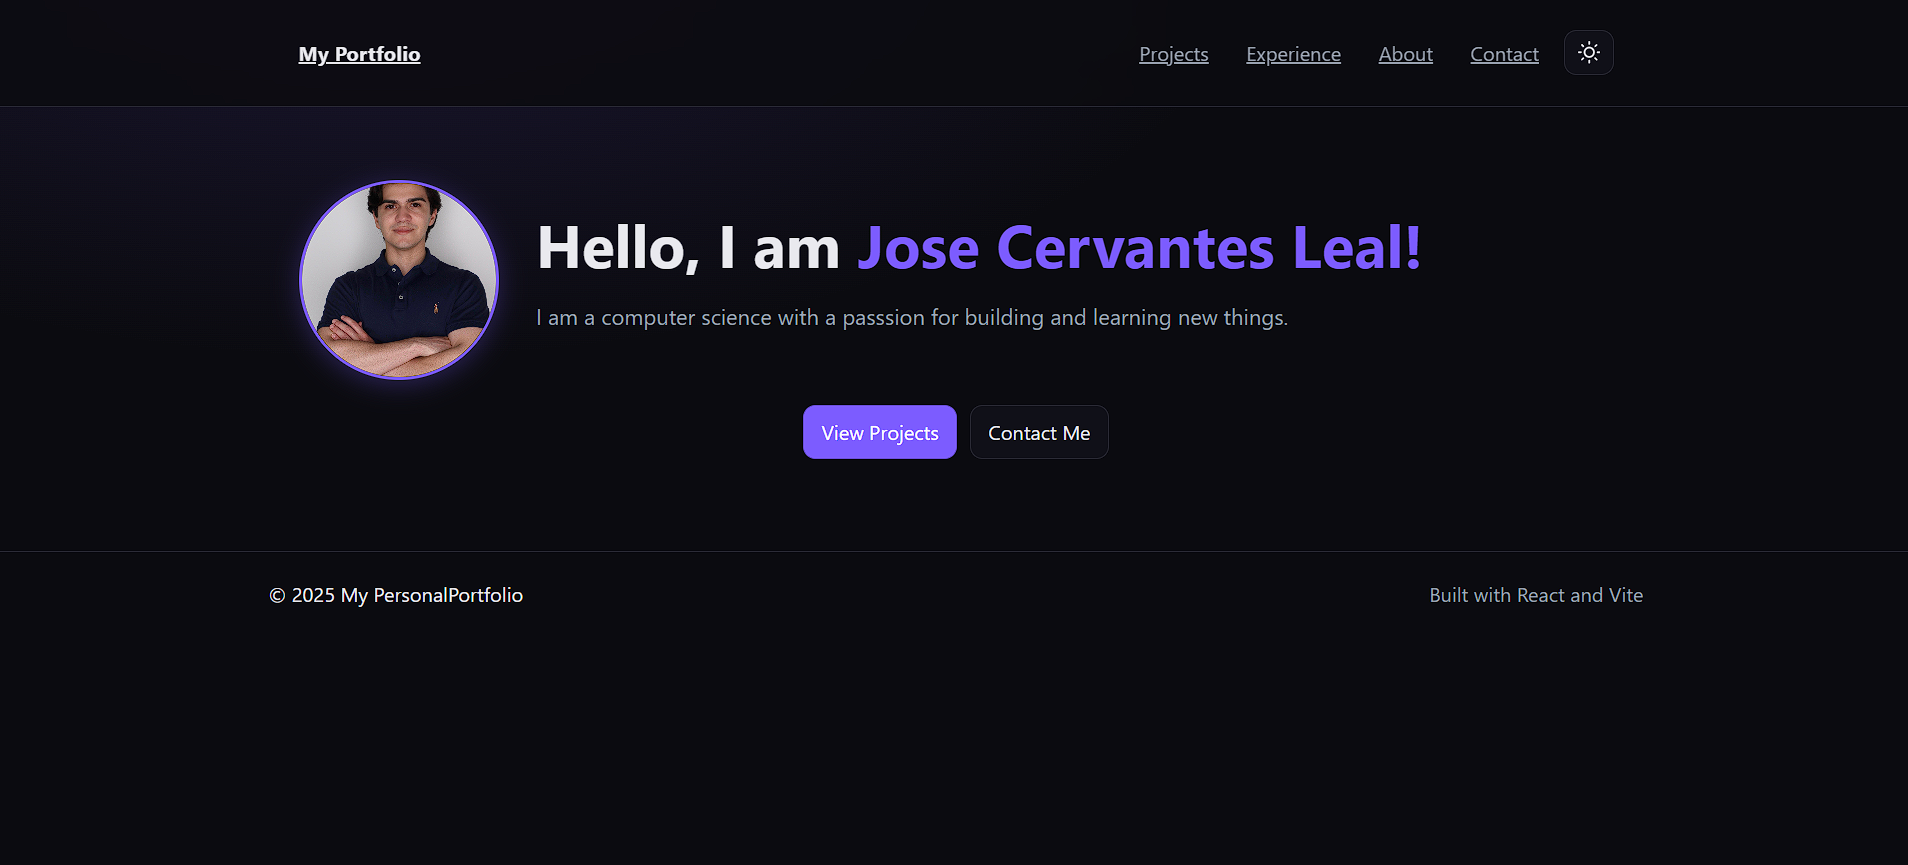 My Portfolio
Projects Experience About Contact
Hello, I am Jose Cervantes Leal!
I am a computer science with a passsion for building and learning new things.
View Projects Contact Me
© 2025 My PersonalPortfolio
Built with React and Vite